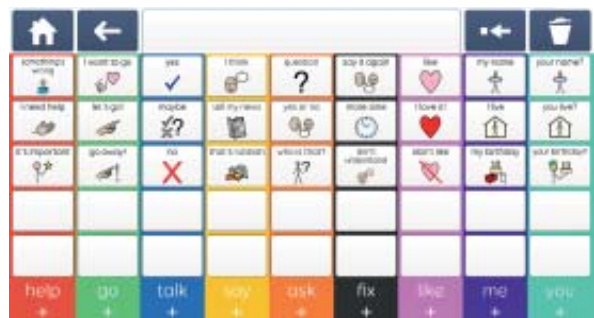 something's wrong
I want to go
yes
I think
question
say it again
like
my name
your name?
I need help
let's go!
maybe
tell my news
yes or no
more time
I love it!
I live
you live?
it's important
go away!
no
that's rubbish
who is that?
don't understand
don't like
my birthday
your birthday?
help
go
talk
say
ask
fix
like
me
you
+ + + + + + + + +